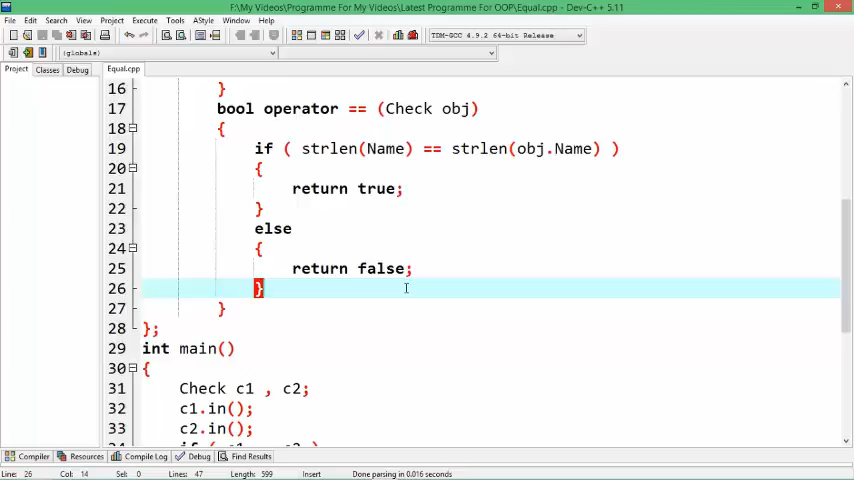 F:\My Videos\Programme For My Videos\Latest Programme For OOP\Equal.cpp - Dev-C++ 5.11
File Edit Search View Project Execute Tools AStyle Window Help
TDM-GCC 4.9.2 64-bit Release
(globals)
Project Classes Debug Equal.cpp
16 }
17 bool operator == (Check obj)
18 {
19 if ( strlen(Name) == strlen(obj.Name) )
20 {
21 return true;
22 }
23 else
24 {
25 return false;
26 }
27 }
28 };
29 int main()
30 {
31 Check c1 , c2;
32 c1.in();
33 c2.in();
Compiler Resources Compile Log Debug Find Results
Line: 26 Col: 14 Sel: 0 Lines: 47 Length: 599 Insert Done parsing in 0.016 seconds